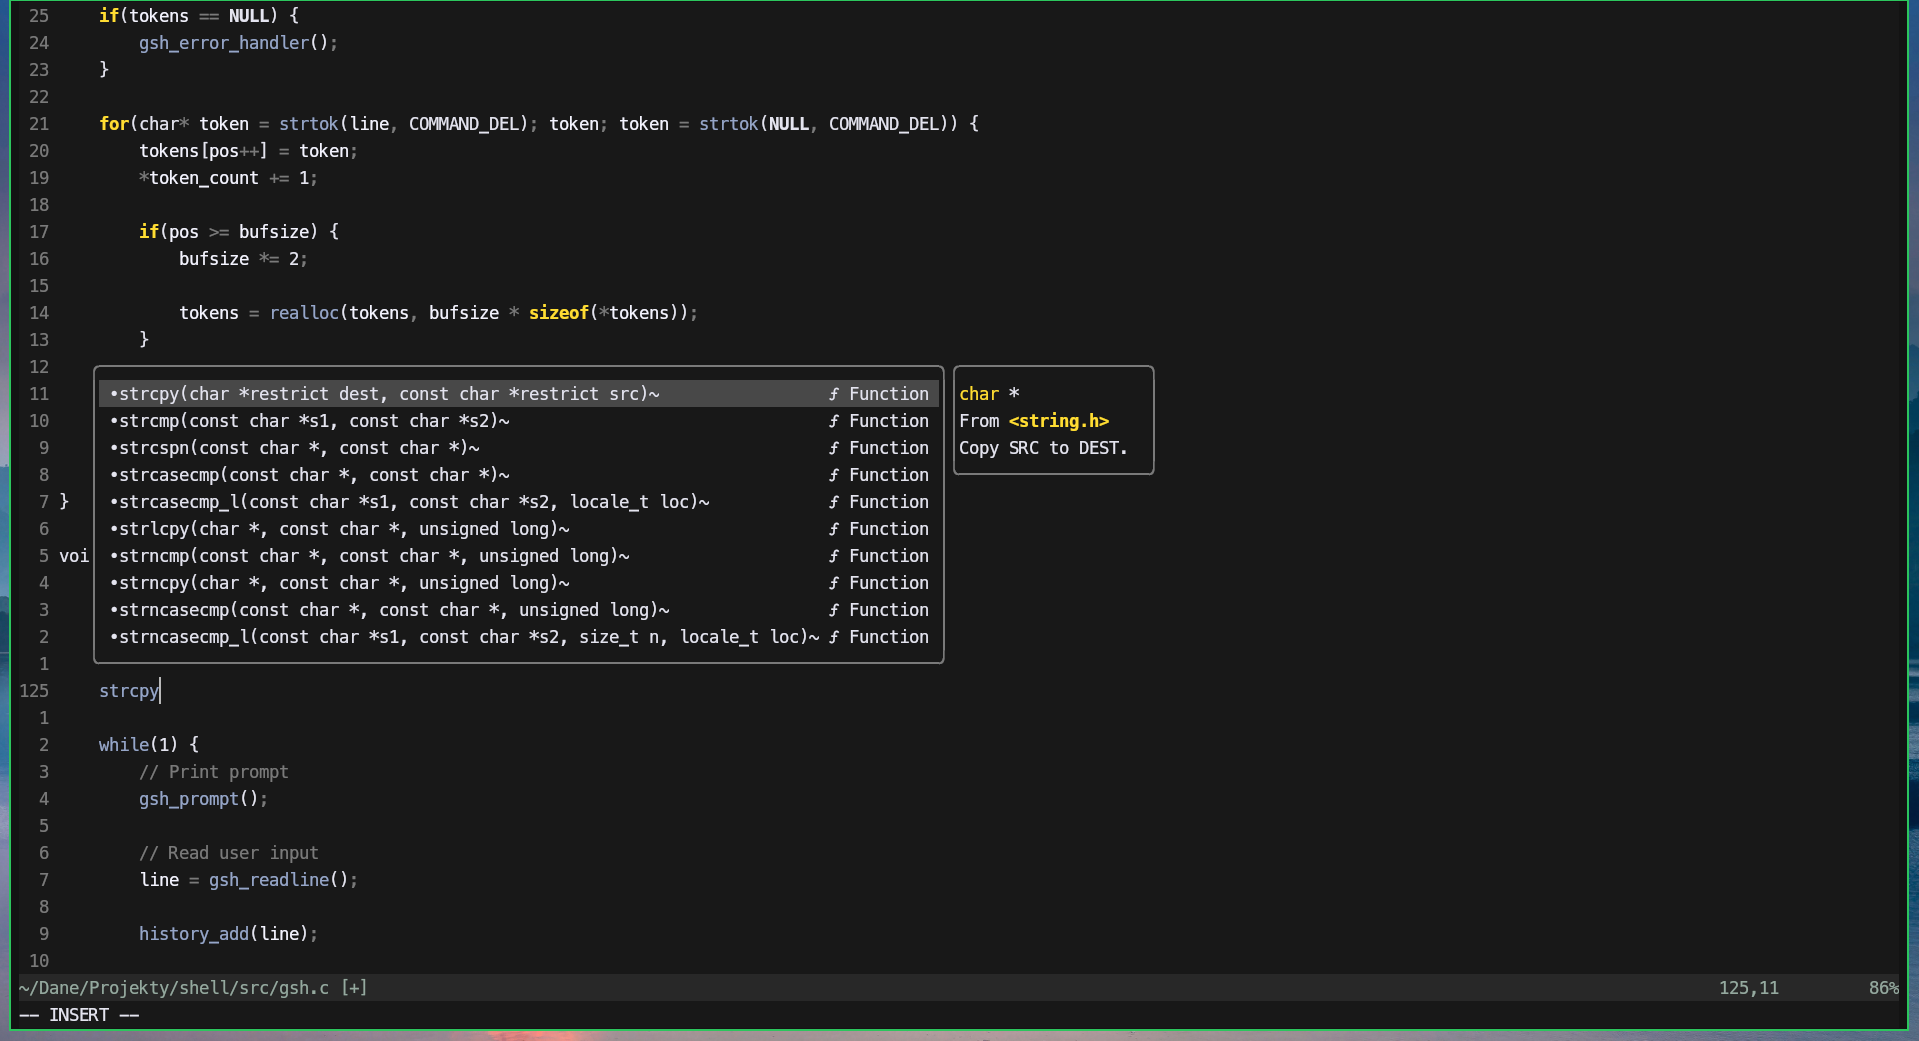 25     if(tokens == NULL) {
24         gsh_error_handler();
23     }
22
21     for(char* token = strtok(line, COMMAND_DEL); token; token = strtok(NULL, COMMAND_DEL)) {
20         tokens[pos++] = token;
19         *token_count += 1;
18
17         if(pos >= bufsize) {
16             bufsize *= 2;
15
14             tokens = realloc(tokens, bufsize * sizeof(*tokens));
13         }
12
11 •strcpy(char *restrict dest, const char *restrict src)~ ƒ Function char *
10 •strcmp(const char *s1, const char *s2)~ ƒ Function From <string.h>
9 •strcspn(const char *, const char *)~ ƒ Function Copy SRC to DEST.
8 •strcasecmp(const char *, const char *)~ ƒ Function
7 } •strcasecmp_l(const char *s1, const char *s2, locale_t loc)~ ƒ Function
6 •strlcpy(char *, const char *, unsigned long)~ ƒ Function
5 voi •strncmp(const char *, const char *, unsigned long)~ ƒ Function
4 •strncpy(char *, const char *, unsigned long)~ ƒ Function
3 •strncasecmp(const char *, const char *, unsigned long)~ ƒ Function
2 •strncasecmp_l(const char *s1, const char *s2, size_t n, locale_t loc)~ ƒ Function
1
125     strcpy
1
2     while(1) {
3         // Print prompt
4         gsh_prompt();
5
6         // Read user input
7         line = gsh_readline();
8
9         history_add(line);
10
~/Dane/Projekty/shell/src/gsh.c [+] 125,11 86%
-- INSERT --